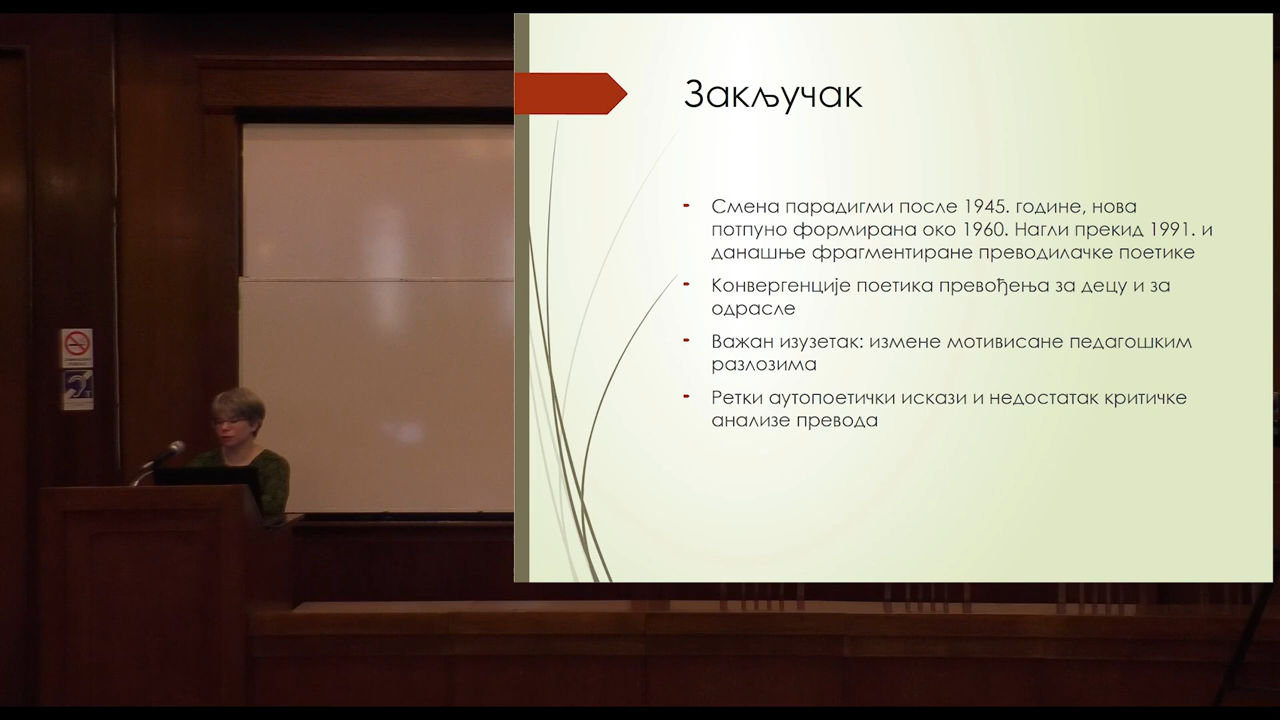 Закључак
Смена парадигми после 1945. године, нова
потпуно формирана око 1960. Нагли прекид 1991. и
данашње фрагментиране преводилачке поетике
Конвергенције поетика превођења за децу и за
одрасле
Важан изузетак: измене мотивисане педагошким
разлозима
Ретки аутопоетички искази и недостатак критичке
анализе превода